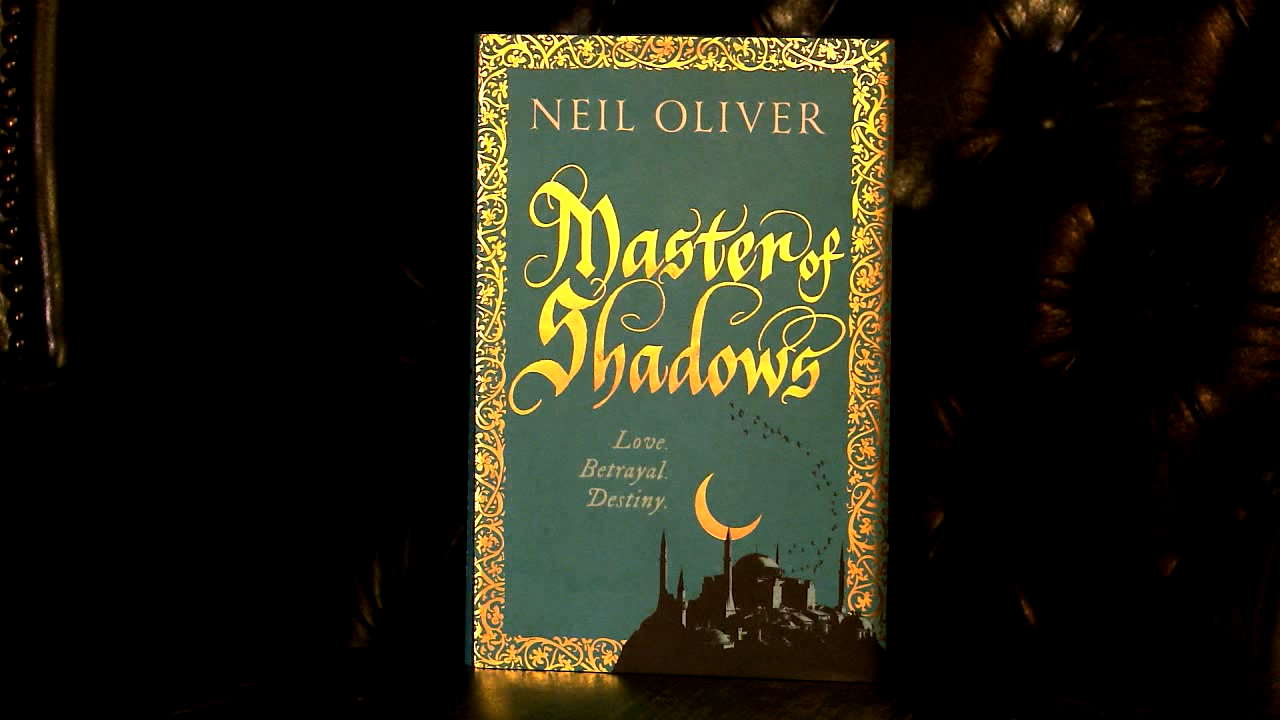 NEIL OLIVER
Master of
Shadows
Love.
Betrayal.
Destiny.